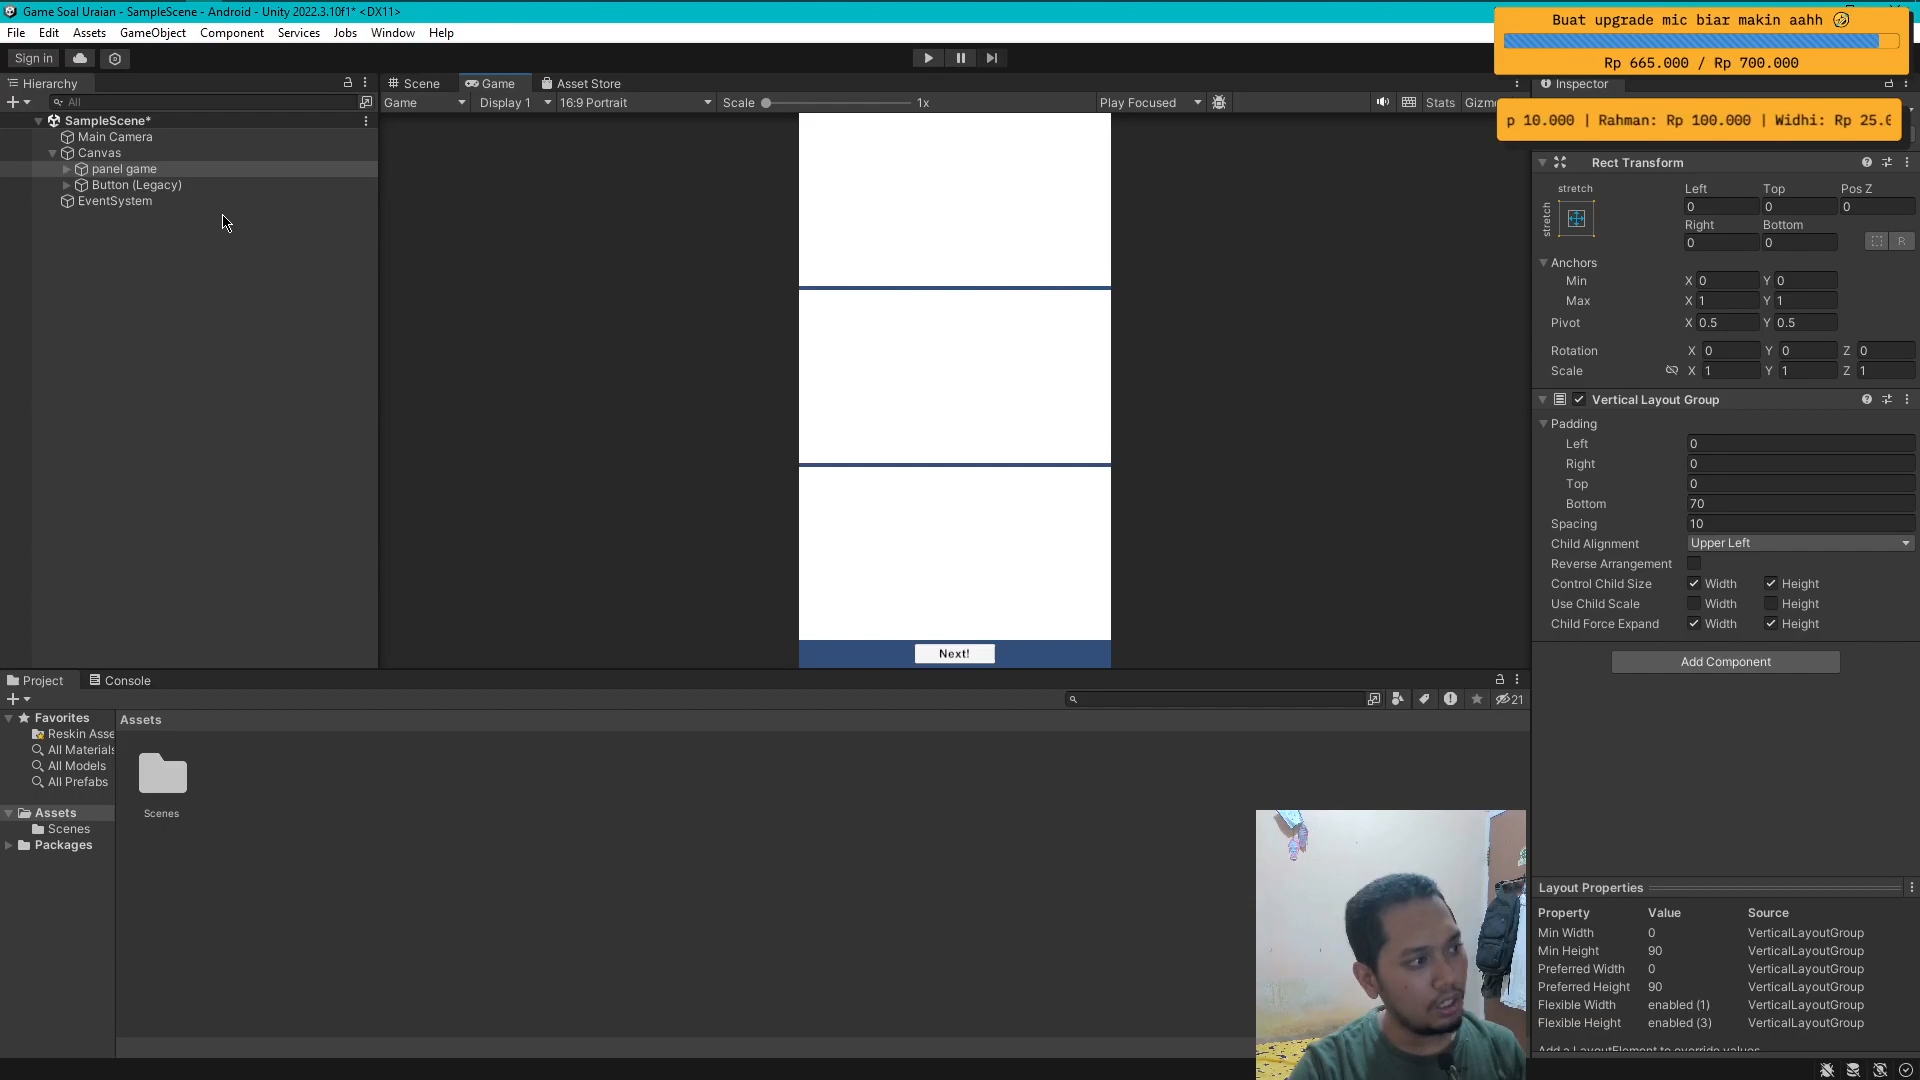 Game Soal Uraian - SampleScene - Android - Unity 2022.3.10f1* <DX11>
File Edit Assets GameObject Component Services Jobs Window Help
Buat upgrade mic biar makin aahh
Rp 665.000 / Rp 700.000
Sign in
Hierarchy
Scene Game Asset Store
Inspector
All
Game Display 1 16:9 Portrait Scale 1x Play Focused Stats Gizm
p 10.000 | Rahman: Rp 100.000 | Widhi: Rp 25.0
SampleScene*
Main Camera
Canvas
panel game
Button (Legacy)
EventSystem
Rect Transform
stretch
stretch
Left Top Pos Z
0 0 0
Right Bottom
0 0
R
Anchors
Min X 0 Y 0
Max X 1 Y 1
Pivot X 0.5 Y 0.5
Rotation X 0 Y 0 Z 0
Scale X 1 Y 1 Z 1
Vertical Layout Group
Padding
Left 0
Right 0
Top 0
Bottom 70
Spacing 10
Child Alignment Upper Left
Reverse Arrangement
Control Child Size Width Height
Use Child Scale Width Height
Child Force Expand Width Height
Add Component
Next!
Project Console
21
Favorites
Reskin Asse
All Materials
All Models
All Prefabs
Assets
Scenes
Packages
Assets
Scenes
Layout Properties
Property Value Source
Min Width 0 VerticalLayoutGroup
Min Height 90 VerticalLayoutGroup
Preferred Width 0 VerticalLayoutGroup
Preferred Height 90 VerticalLayoutGroup
Flexible Width enabled (1) VerticalLayoutGroup
Flexible Height enabled (3) VerticalLayoutGroup
Add a LayoutElement to override values